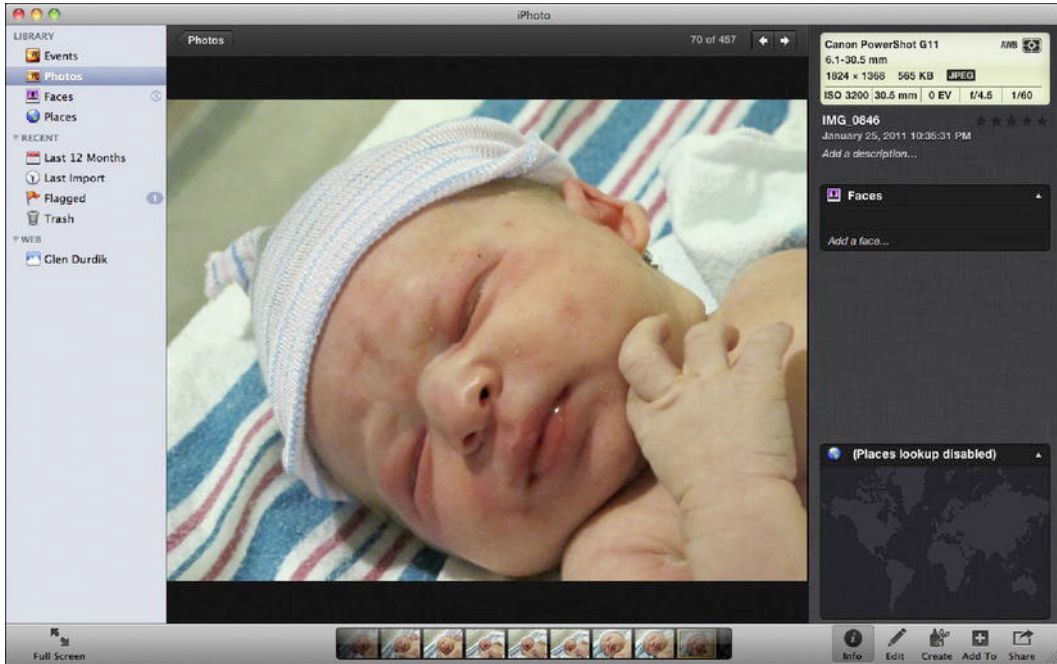 iPhoto
LIBRARY
Events
Photos
Faces
Places
RECENT
Last 12 Months
Last Import
Flagged
1
Trash
WEB
Glen Durdik
Photos
70 of 457
Canon PowerShot G11 AWB
6.1-30.5 mm
1824 × 1368 565 KB JPEG
ISO 3200 30.5 mm 0 EV f/4.5 1/60
IMG_0846
January 25, 2011 10:35:31 PM
Add a description...
Faces
Add a face...
(Places lookup disabled)
Full Screen
Info Edit Create Add To Share